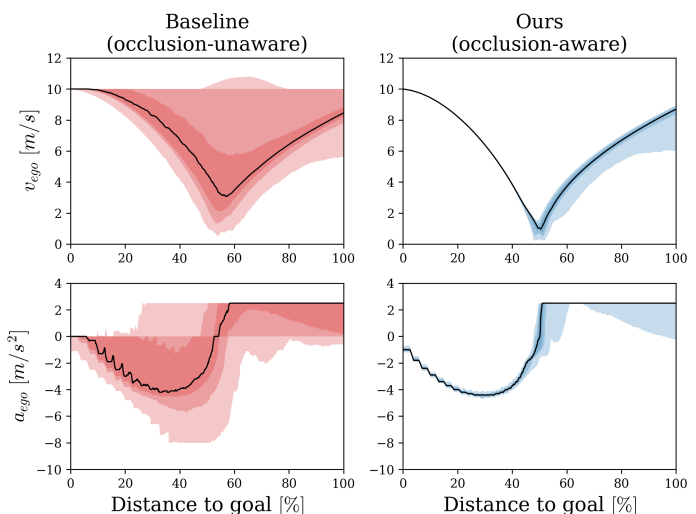 Baseline
(occlusion-unaware)
Ours
(occlusion-aware)
v_ego [m/s]
12
10
8
6
4
2
0
0 20 40 60 80 100
12
10
8
6
4
2
0
0 20 40 60 80 100
a_ego [m/s²]
4
2
0
−2
−4
−6
−8
−10
0 20 40 60 80 100
Distance to goal [%]
4
2
0
−2
−4
−6
−8
−10
0 20 40 60 80 100
Distance to goal [%]